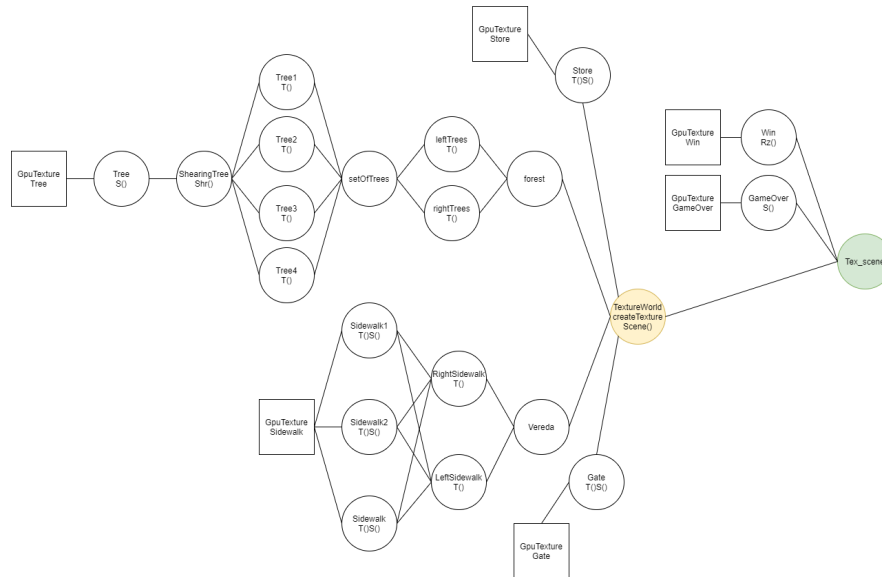 GpuTexture
Store
Store
T()S()
Tree1
T()
GpuTexture
Win
Win
Rz()
Tree2
T()
leftTrees
T()
GpuTexture
Tree
Tree
S()
ShearingTree
Shr()
setOfTrees
forest
GpuTexture
GameOver
GameOver
S()
Tree3
T()
rightTrees
T()
Tree4
T()
Tex_scene
TextureWorld
createTexture
Scene()
Sidewalk1
T()S()
RightSidewalk
T()
GpuTexture
Sidewalk
Sidewalk2
T()S()
Vereda
LeftSidewalk
T()
Gate
T()S()
Sidewalk
T()S()
GpuTexture
Gate